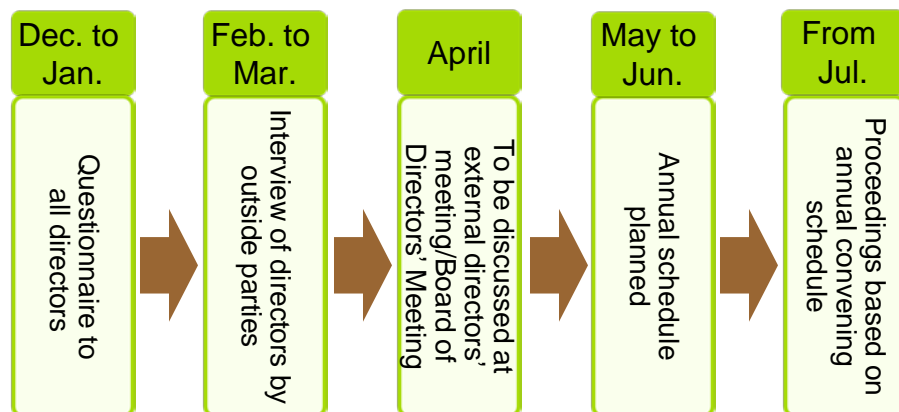 Dec. to
Jan.
Questionnaire to
all directors
Feb. to
Mar.
Interview of directors by
outside parties
April
To be discussed at
external directors’
meeting/Board of
Directors’ Meeting
May to
Jun.
Annual schedule
planned
From
Jul.
Proceedings based on
annual convening
schedule